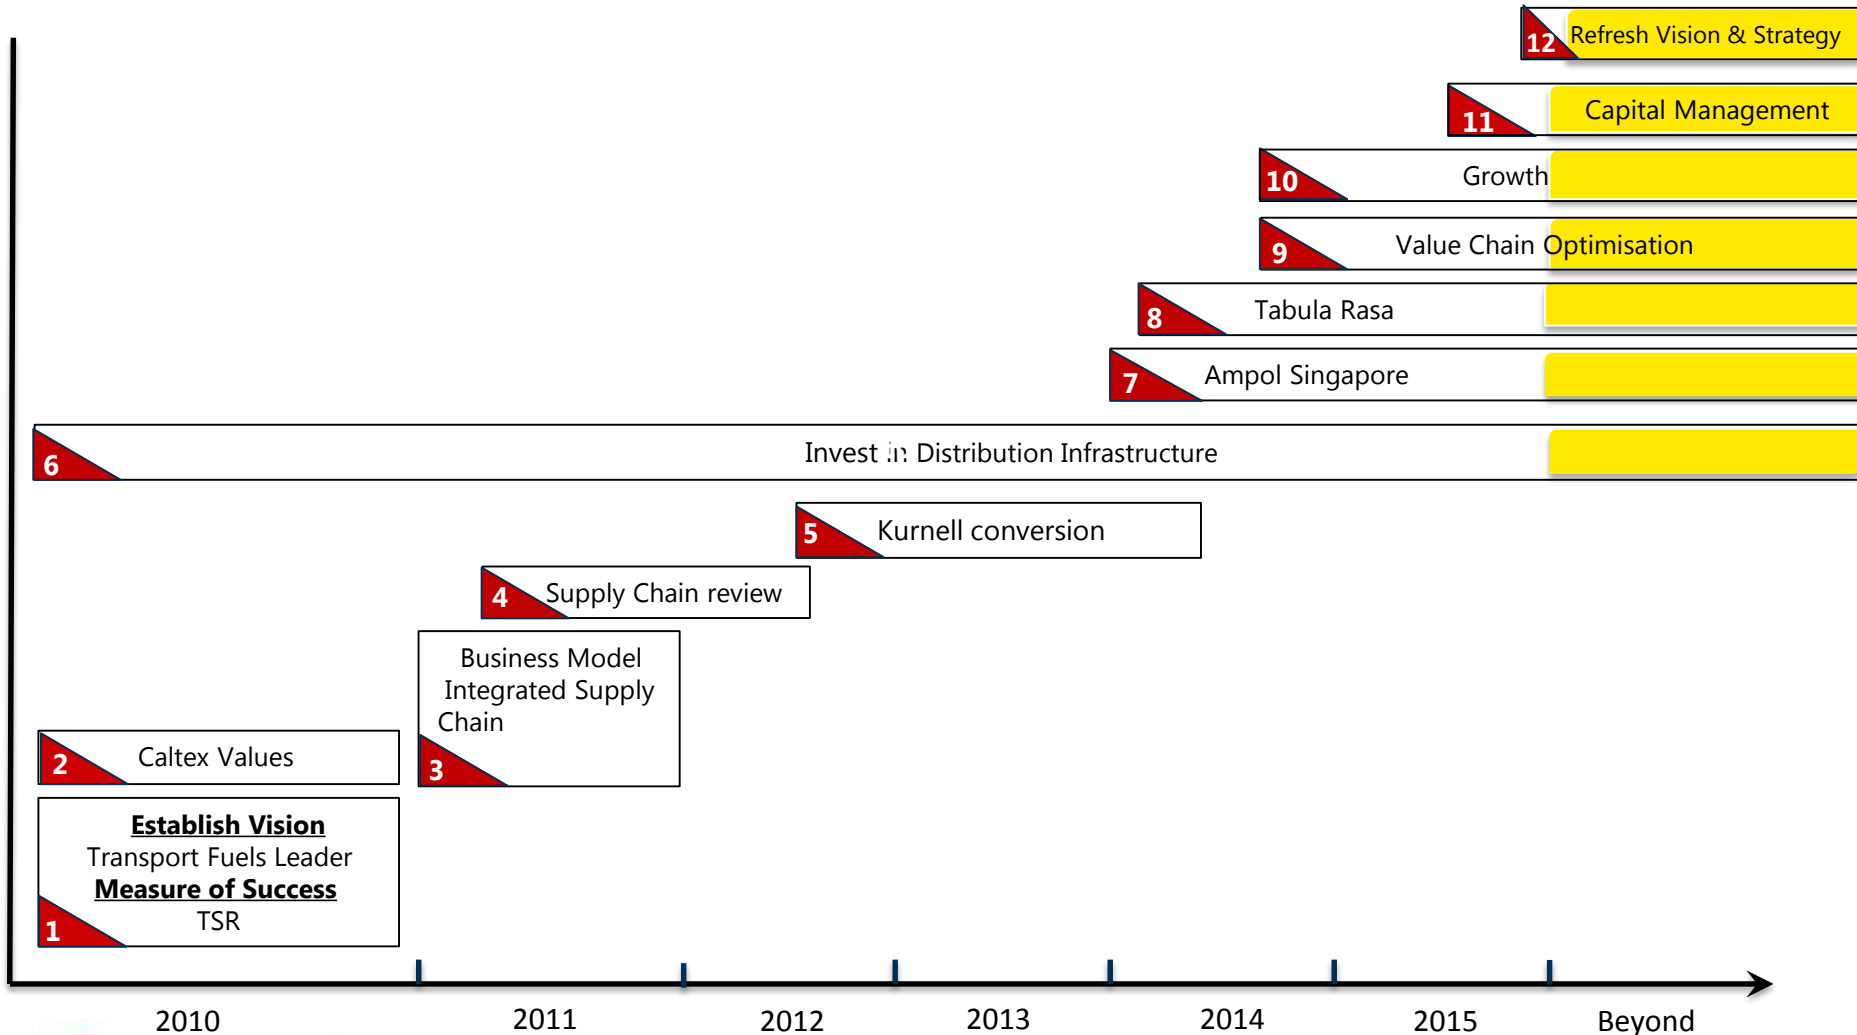 12 Refresh Vision & Strategy
11 Capital Management
10 Growth
9 Value Chain Optimisation
8 Tabula Rasa
7 Ampol Singapore
6 Invest in Distribution Infrastructure
5 Kurnell conversion
4 Supply Chain review
Business Model
Integrated Supply
Chain
3
2 Caltex Values
Establish Vision
Transport Fuels Leader
Measure of Success
TSR
1
2010 2011 2012 2013 2014 2015 Beyond